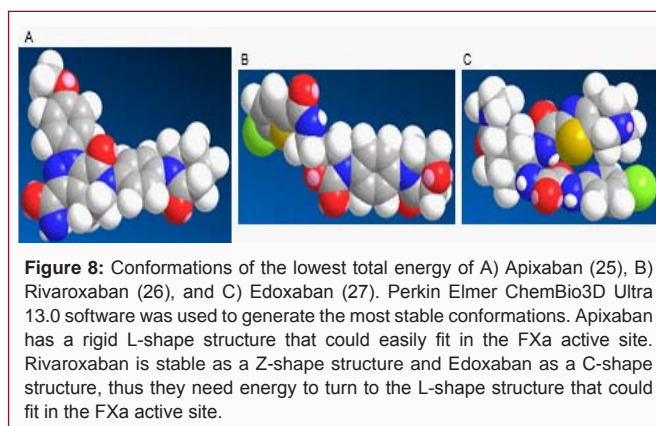 A
B
C
Figure 8: Conformations of the lowest total energy of A) Apixaban (25), B)
Rivaroxaban (26), and C) Edoxaban (27). Perkin Elmer ChemBio3D Ultra
13.0 software was used to generate the most stable conformations. Apixaban
has a rigid L-shape structure that could easily fit in the FXa active site.
Rivaroxaban is stable as a Z-shape structure and Edoxaban as a C-shape
structure, thus they need energy to turn to the L-shape structure that could
fit in the FXa active site.